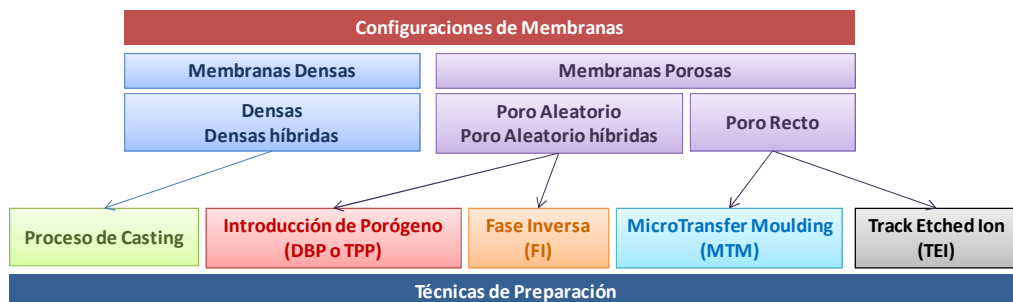 Configuraciones de Membranas
Membranas Densas
Membranas Porosas
Densas
Densas híbridas
Poro Aleatorio
Poro Aleatorio híbridas
Poro Recto
Proceso de Casting
Introducción de Porógeno
(DBP o TPP)
Fase Inversa
(FI)
MicroTransfer Moulding
(MTM)
Track Etched Ion
(TEI)
Técnicas de Preparación